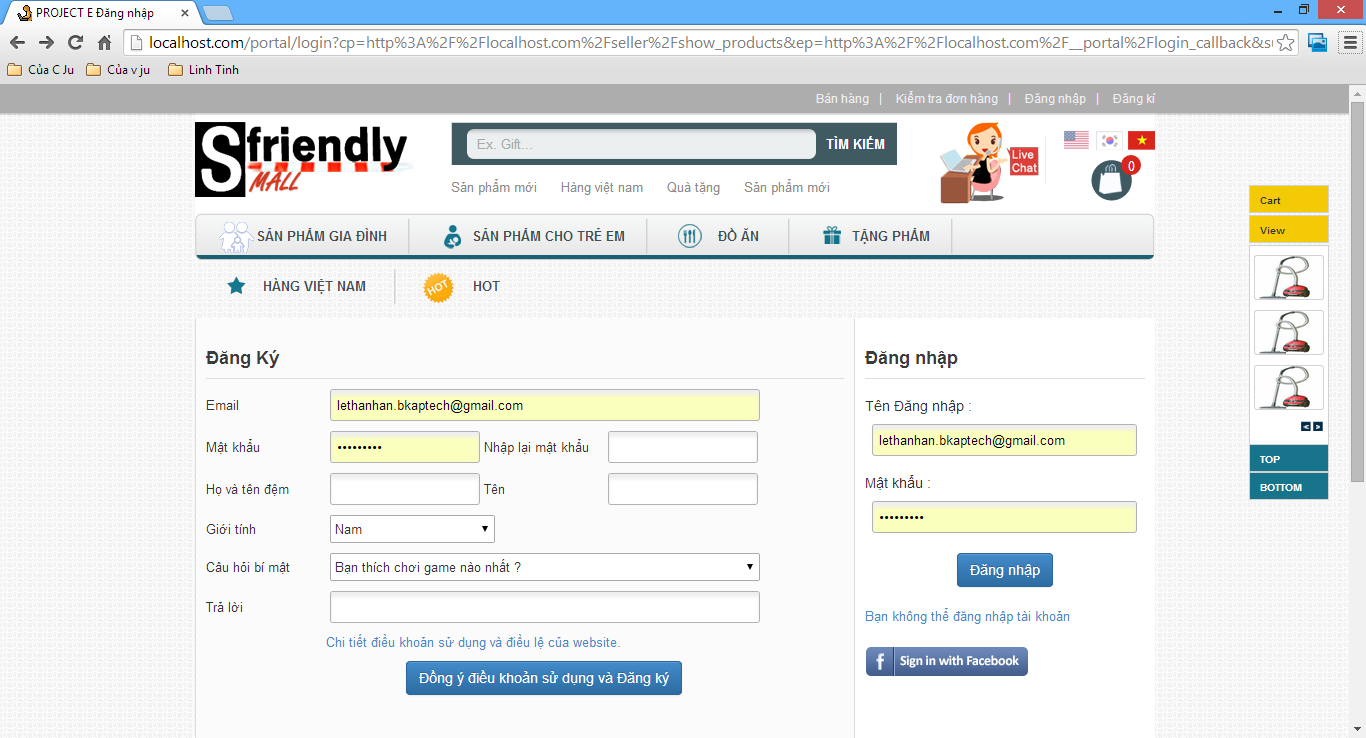 PROJECT E Đăng nhập
localhost.com/portal/login?cp=http%3A%2F%2Flocalhost.com%2Fseller%2Fshow_products&ep=http%3A%2F%2Flocalhost.com%2F__portal%2Flogin_callback&s
Của C Ju
Của v ju
Linh Tinh
Bán hàng | Kiểm tra đơn hàng | Đăng nhập | Đăng kí
Sfriendly
MALL
Ex. Gift...
TÌM KIẾM
Sản phẩm mới
Hàng việt nam
Quà tặng
Sản phẩm mới
Live
Chat
0
SẢN PHẨM GIA ĐÌNH
SẢN PHẨM CHO TRẺ EM
ĐỒ ĂN
TẶNG PHẨM
HÀNG VIỆT NAM
HOT
HOT
Cart
View
TOP
BOTTOM
Đăng Ký
Email
lethanhan.bkaptech@gmail.com
Mật khẩu
•••••••••
Nhập lại mật khẩu
Họ và tên đệm
Tên
Giới tính
Nam
Câu hỏi bí mật
Bạn thích chơi game nào nhất ?
Trả lời
Chi tiết điều khoản sử dụng và điều lệ của website.
Đồng ý điều khoản sử dụng và Đăng ký
Đăng nhập
Tên Đăng nhập :
lethanhan.bkaptech@gmail.com
Mật khẩu :
•••••••••
Đăng nhập
Bạn không thể đăng nhập tài khoản
f Sign in with Facebook